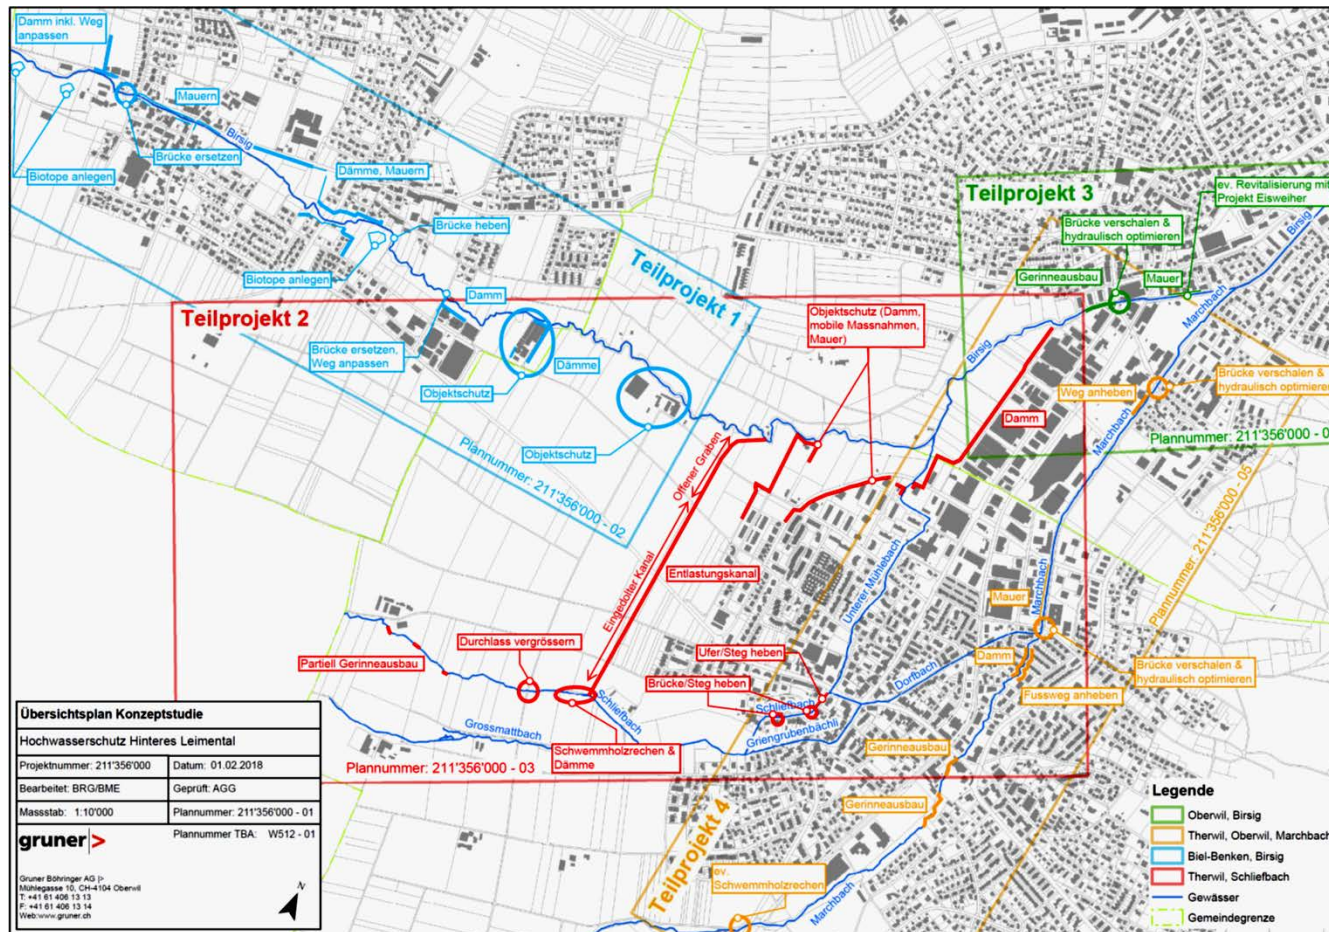 Damm inkl. Weg
anpassen
Mauern
Birsig
Brücke ersetzen
Biotope anlegen
Dämme, Mauern
Brücke heben
Biotope anlegen
Damm
Teilprojekt 1
Teilprojekt 2
Brücke ersetzen,
Weg anpassen
Objektschutz
Dämme
Objektschutz
Plannummer: 211'356'000 - 02
Objektschutz (Damm,
mobile Massnahmen,
Mauer)
Teilprojekt 3
ev. Revitalisierung mit
Projekt Eisweiher
Brücke verschalen &
hydraulisch optimieren
Gerinneausbau
Mauer
Birsig
Marchbach
Birsig
Weg anheben
Brücke verschalen &
hydraulisch optimieren
Damm
Marchbach
Plannummer: 211'356'000 - 0
Plannummer: 211'356'000 - 05
Offener Graben
Eingedolter Kanal
Entlastungskanal
Unterer Mühlebach
Mauer
Marchbach
Durchlass vergrössern
Partiell Gerinneausbau
Ufer/Steg heben
Brücke/Steg heben
Dorfbach
Damm
Brücke verschalen &
hydraulisch optimieren
Fussweg anheben
Schliefbach
Schliefbach
Grossmattbach
Griengrubenbächli
Schwemmholzrechen &
Dämme
Plannummer: 211'356'000 - 03
Gerinneausbau
Gerinneausbau
Teilprojekt 4
ev.
Schwemmholzrechen
Marchbach
Übersichtsplan Konzeptstudie
Hochwasserschutz Hinteres Leimental
Projektnummer: 211'356'000 Datum: 01.02.2018
Bearbeitet: BRG/BME Geprüft: AGG
Massstab: 1:10'000 Plannummer: 211'356'000 - 01
gruner> Plannummer TBA: W512 - 01
Gruner Böhringer AG |>
Mühlegasse 10, CH-4104 Oberwil
T: +41 61 406 13 13
F: +41 61 406 13 14
Web:www.gruner.ch
N
Legende
Oberwil, Birsig
Therwil, Oberwil, Marchbach
Biel-Benken, Birsig
Therwil, Schliefbach
Gewässer
Gemeindegrenze